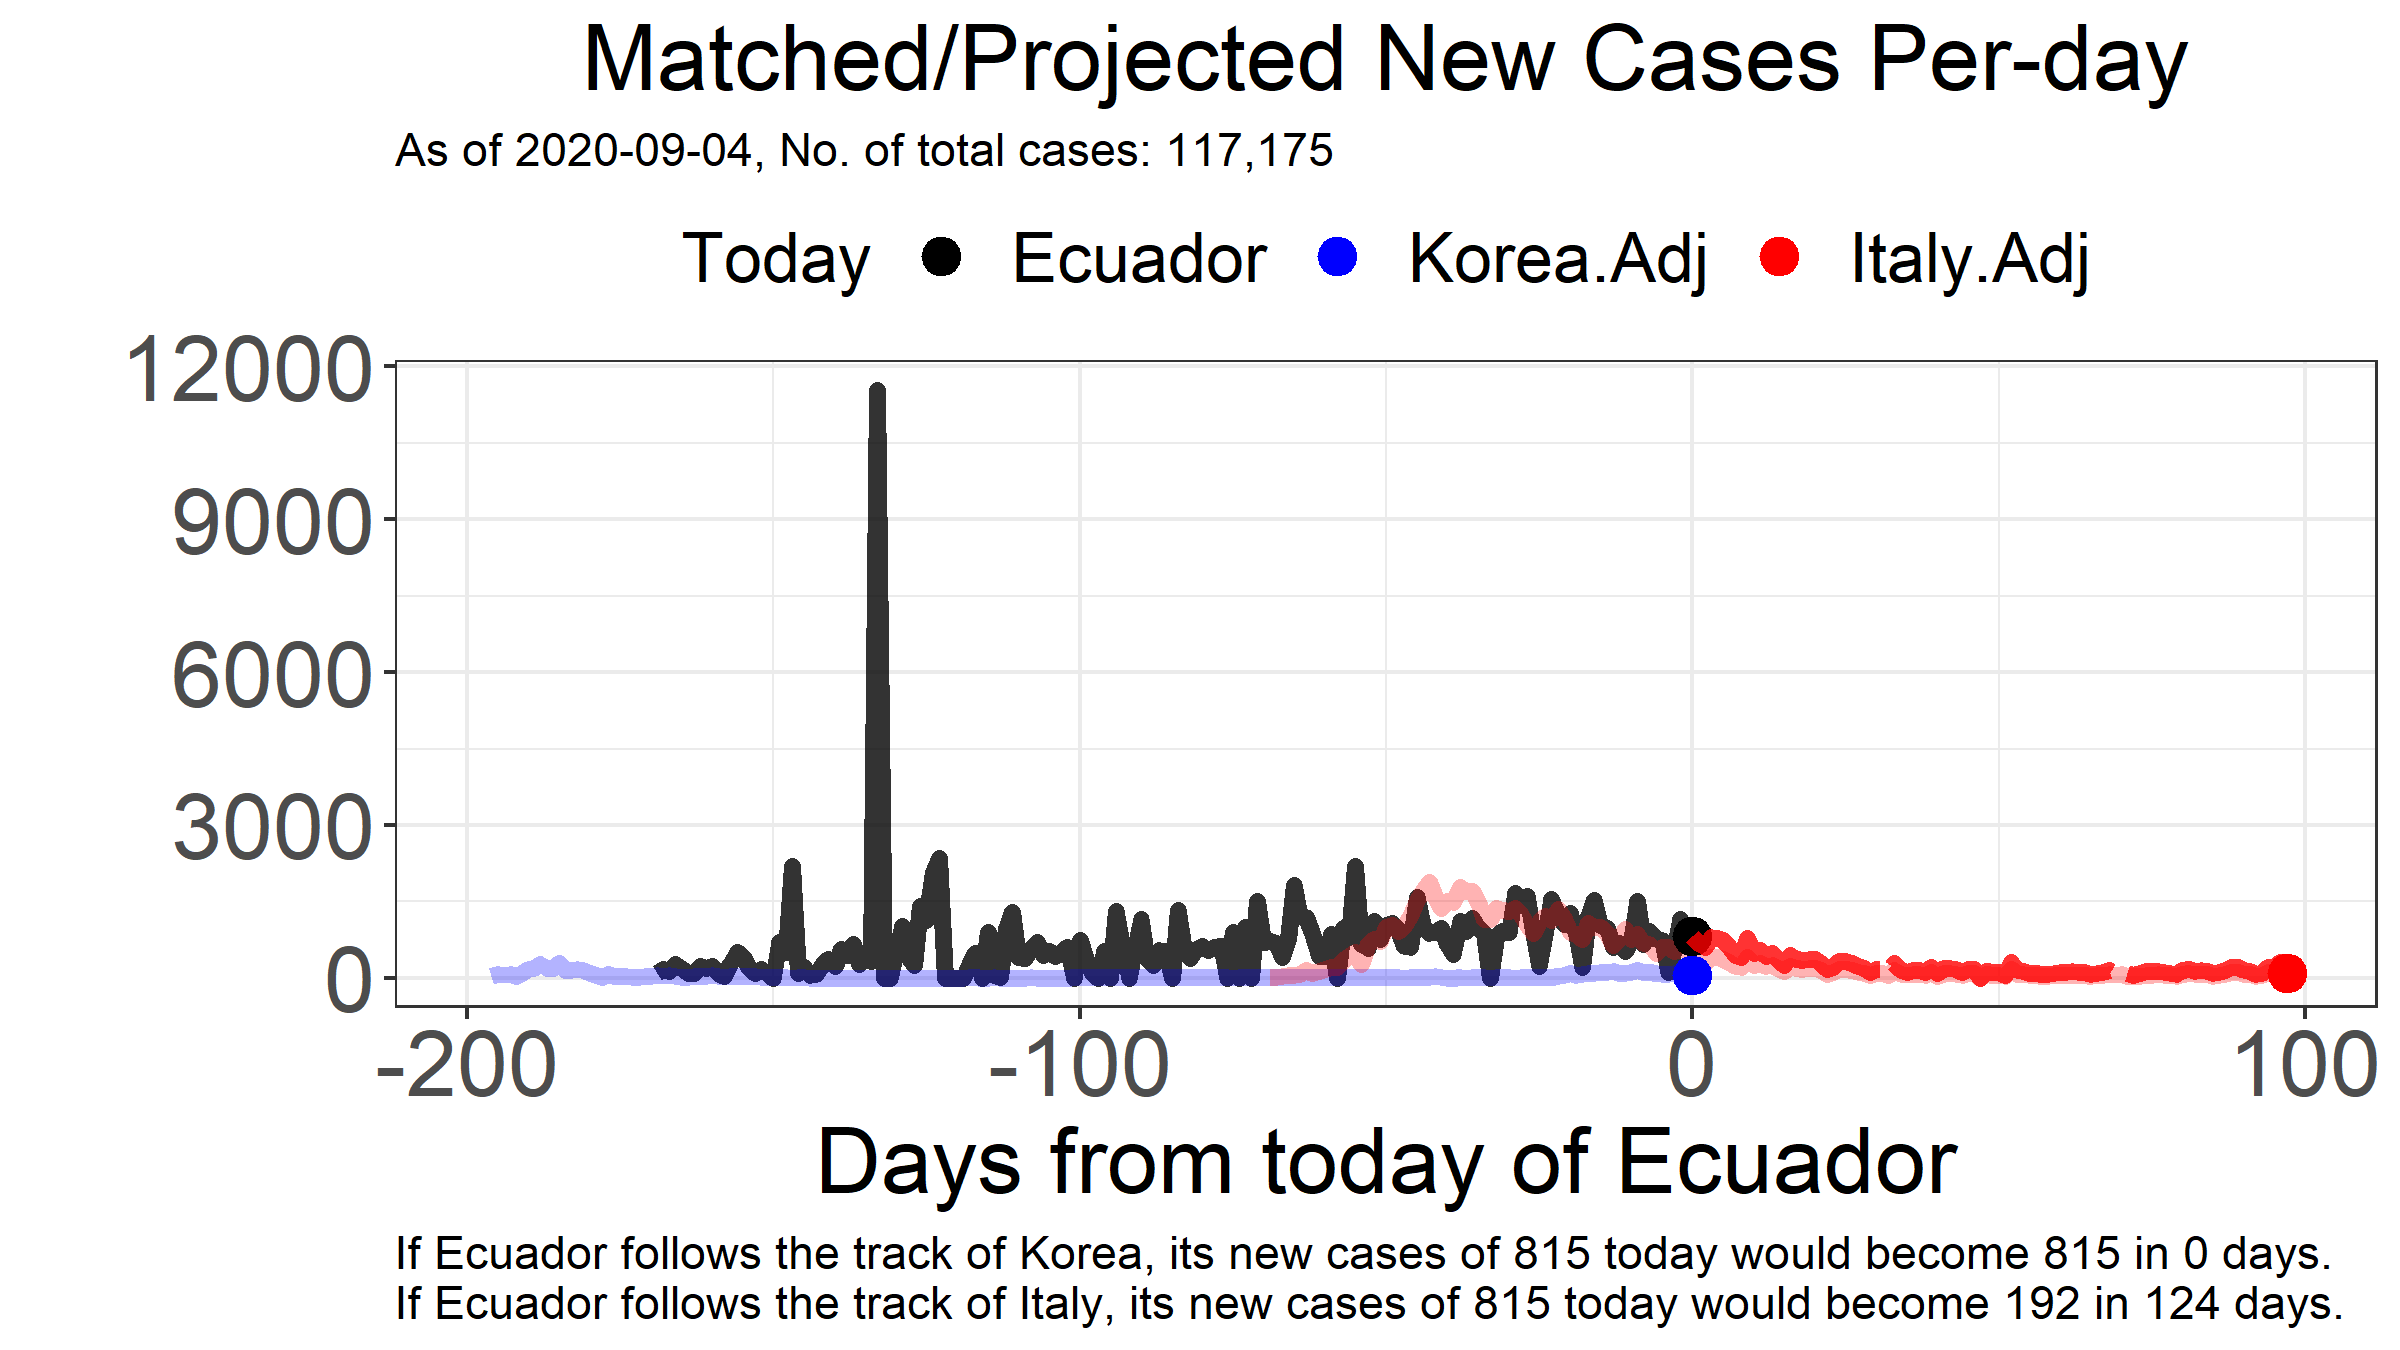 Matched/Projected New Cases Per-day
As of 2020-09-04, No. of total cases: 117,175
Today Ecuador Korea.Adj Italy.Adj
12000
9000
6000
3000
0
-200 -100 0 100
Days from today of Ecuador
If Ecuador follows the track of Korea, its new cases of 815 today would become 815 in 0 days.
If Ecuador follows the track of Italy, its new cases of 815 today would become 192 in 124 days.